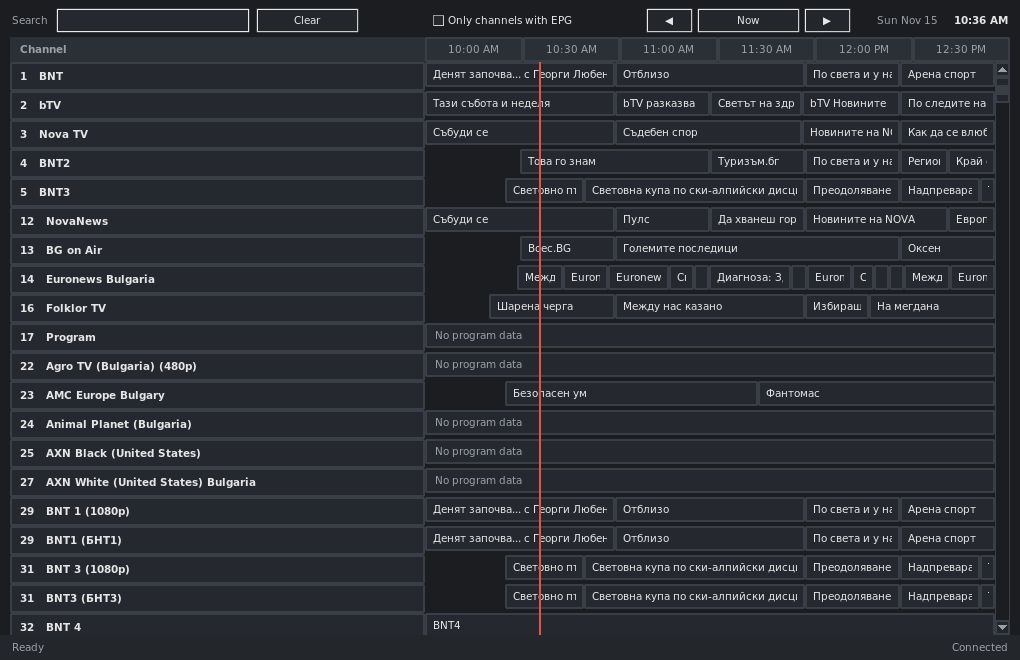 Search Clear Only channels with EPG ◀ Now ▶ Sun Nov 15 10:36 AM
Channel 10:00 AM 10:30 AM 11:00 AM 11:30 AM 12:00 PM 12:30 PM
1 BNT Денят започва... с Георги Любен Отблизо По света и у на Арена спорт
2 bTV Тази събота и неделя bTV разказва Светът на здр bTV Новините По следите на
3 Nova TV Събуди се Съдебен спор Новините на Как да се влюб
4 BNT2 Това го знам Туризъм.бг По света и у на Регион Край
5 BNT3 Световно Световна купа по ски-алпийски дисц Преодоляване Надпревара
12 NovaNews Събуди се Пулс Да хванеш гор Новините на NOVA Европ
13 BG on Air Всес.BG Големите последици Оксен
14 Euronews Bulgaria Межд Euron Euronew Диагноза: З Euron С Межд Euron
16 Folklor TV Шарена черга Между нас казано Избираш На мегдана
17 Program No program data
22 Agro TV (Bulgaria) (480p) No program data
23 AMC Europe Bulgary Безопасен ум Фантомас
24 Animal Planet (Bulgaria) No program data
25 AXN Black (United States) No program data
27 AXN White (United States) Bulgaria No program data
29 BNT 1 (1080p) Денят започва... с Георги Любен Отблизо По света и у на Арена спорт
29 BNT1 (БНТ1) Денят започва... с Георги Любен Отблизо По света и у на Арена спорт
31 BNT 3 (1080p) Световно Световна купа по ски-алпийски дисц Преодоляване Надпревара
31 BNT3 (БНТ3) Световно Световна купа по ски-алпийски дисц Преодоляване Надпревара
32 BNT 4 BNT4
Ready Connected